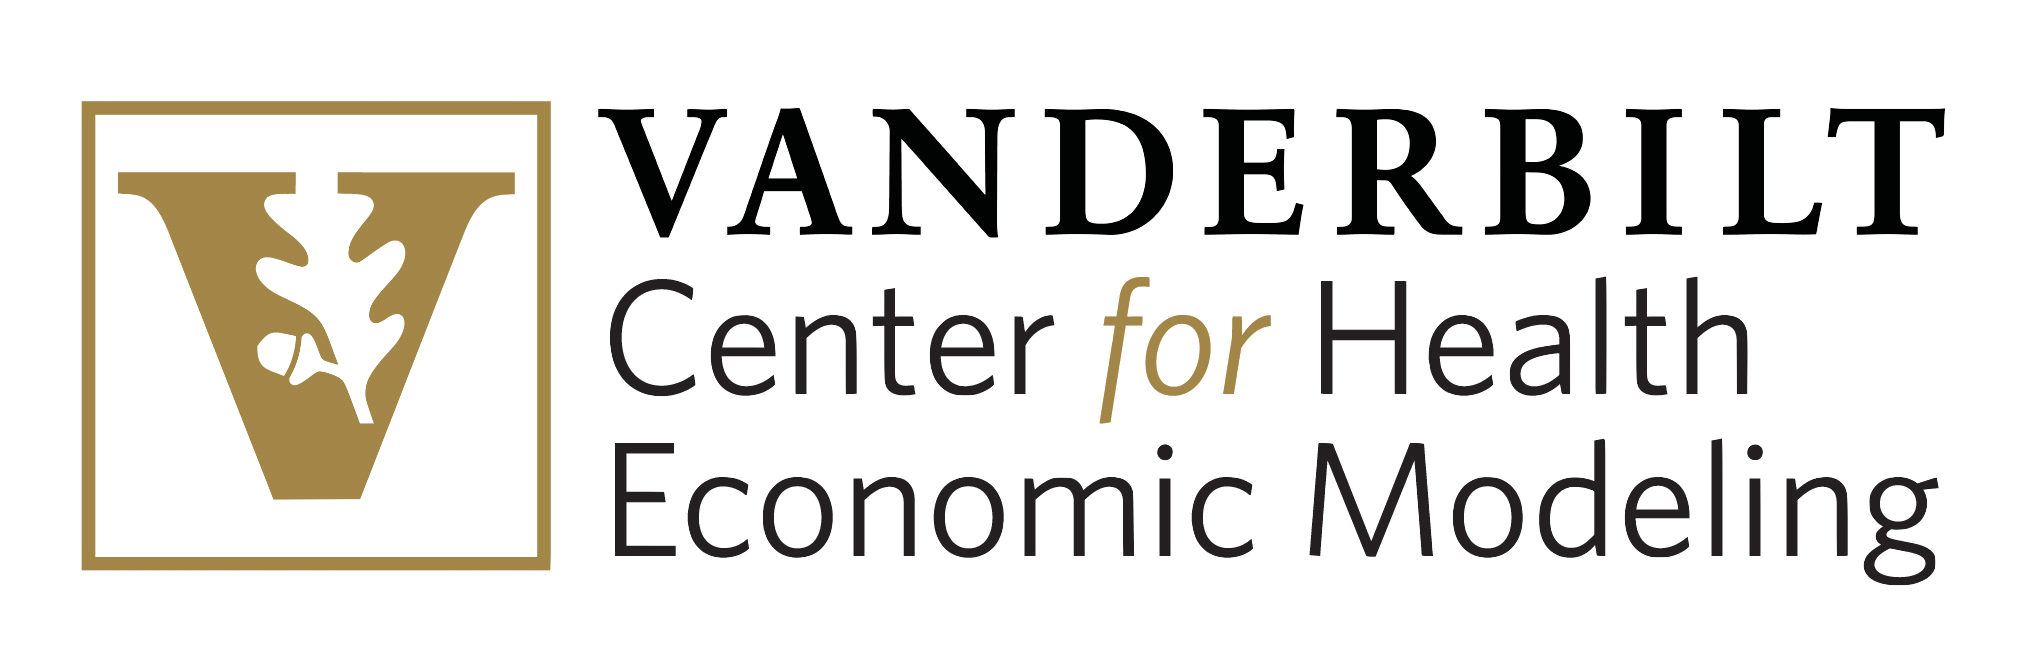 VANDERBILT
Center for Health
Economic Modeling